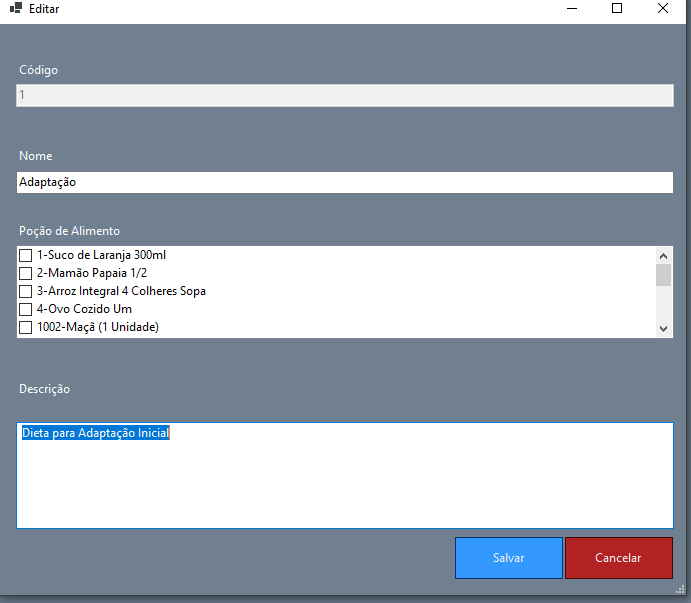 Editar
Código
1
Nome
Adaptação
Poção de Alimento
1-Suco de Laranja 300ml
2-Mamão Papaia 1/2
3-Arroz Integral 4 Colheres Sopa
4-Ovo Cozido Um
1002-Maçã (1 Unidade)
Descrição
Dieta para Adaptação Inicial
Salvar
Cancelar